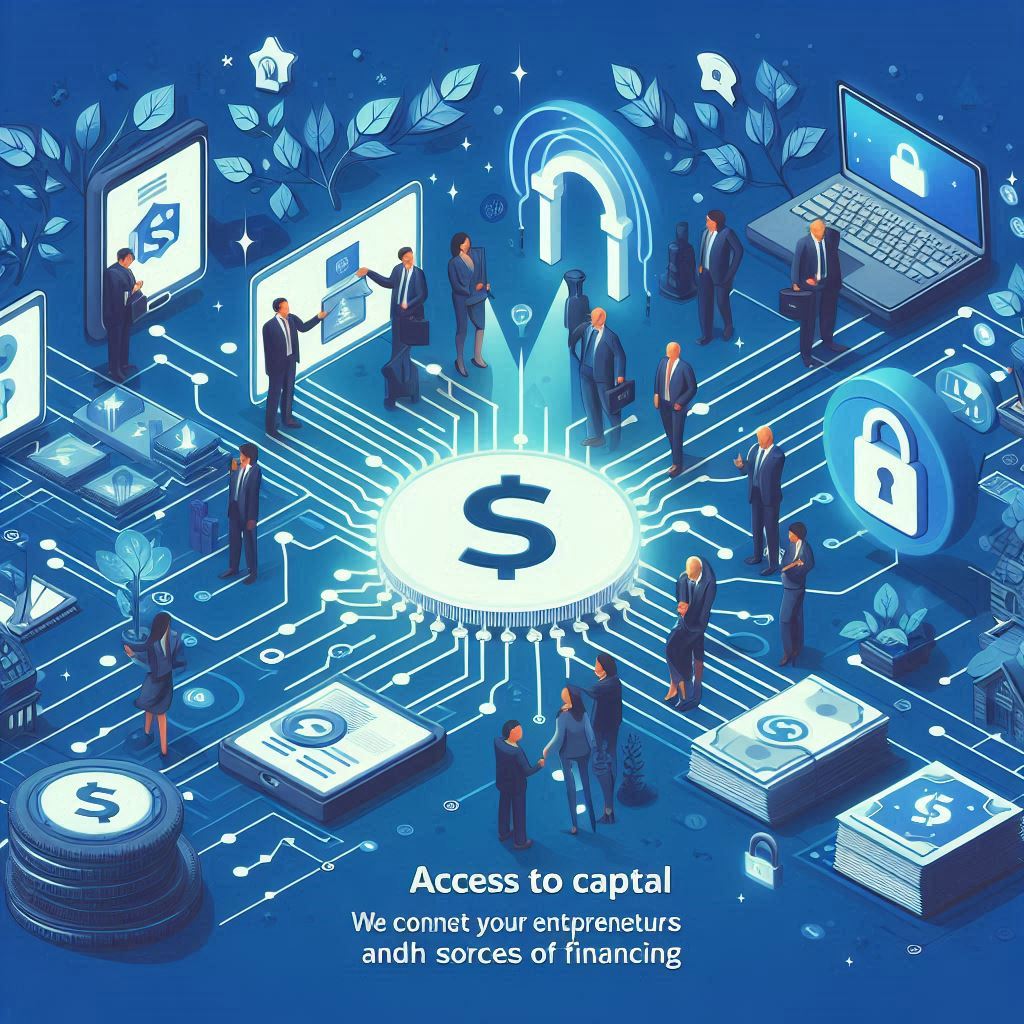 $
$
Access to captal
We connet your entpreneturs
andh sorces of financing